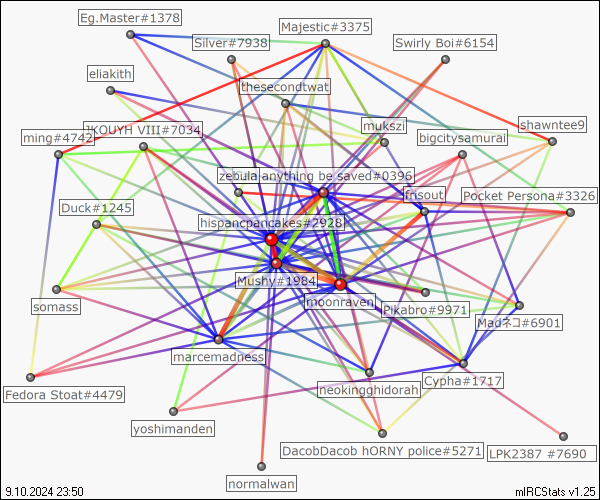 Eg.Master#1378
Majestic#3375
Silver#7938
Swirly Boi#6154
eliakith
thesecondtwat
shawntee9
mukszi
JKOUYH VIII#7034
ming#4742
bigcitysamurai
zebula
anything be saved#0396
frisout
Pocket Persona#3326
Duck#1245
hispancpancakes#2928
Mushy#1984
moonraven
somass
Pikabro#9971
Madネコ#6901
marcemadness
Cypha#1717
neokingghidorah
Fedora Stoat#4479
yoshimanden
DacobDacob hORNY police#5271
LPK2387 #7690
normalwan
9.10.2024 23:50
mIRCStats v1.25